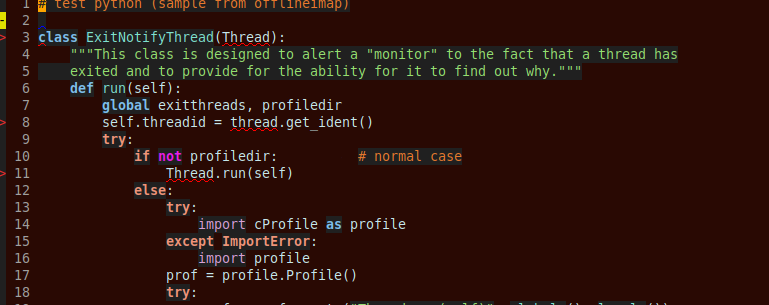 1 # test python (sample from offlineimap)
2
3 class ExitNotifyThread(Thread):
4     """This class is designed to alert a "monitor" to the fact that a thread has
5     exited and to provide for the ability for it to find out why."""
6     def run(self):
7         global exitthreads, profiledir
8         self.threadid = thread.get_ident()
9         try:
10             if not profiledir:          # normal case
11                 Thread.run(self)
12             else:
13                 try:
14                     import cProfile as profile
15                 except ImportError:
16                     import profile
17                 prof = profile.Profile()
18                 try: